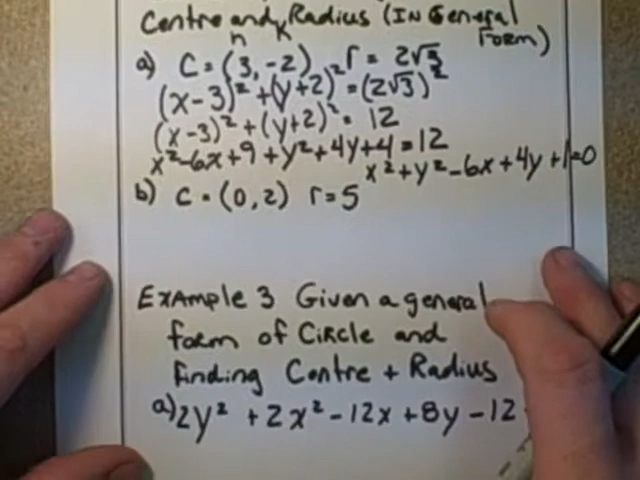 Centre and Radius (IN General
h k Form)
a) C = (3, -2) r = 2√3
(x-3)² + (y+2)² = (2√3)²
(x-3)² + (y+2)² = 12
x²-6x+9 + y²+4y+4 = 12
x²+y²-6x+4y+1=0
b) C = (0,2) r=5
Example 3 Given a general
form of Circle and
finding Centre + Radius
a) 2y² + 2x² - 12x + 8y - 12